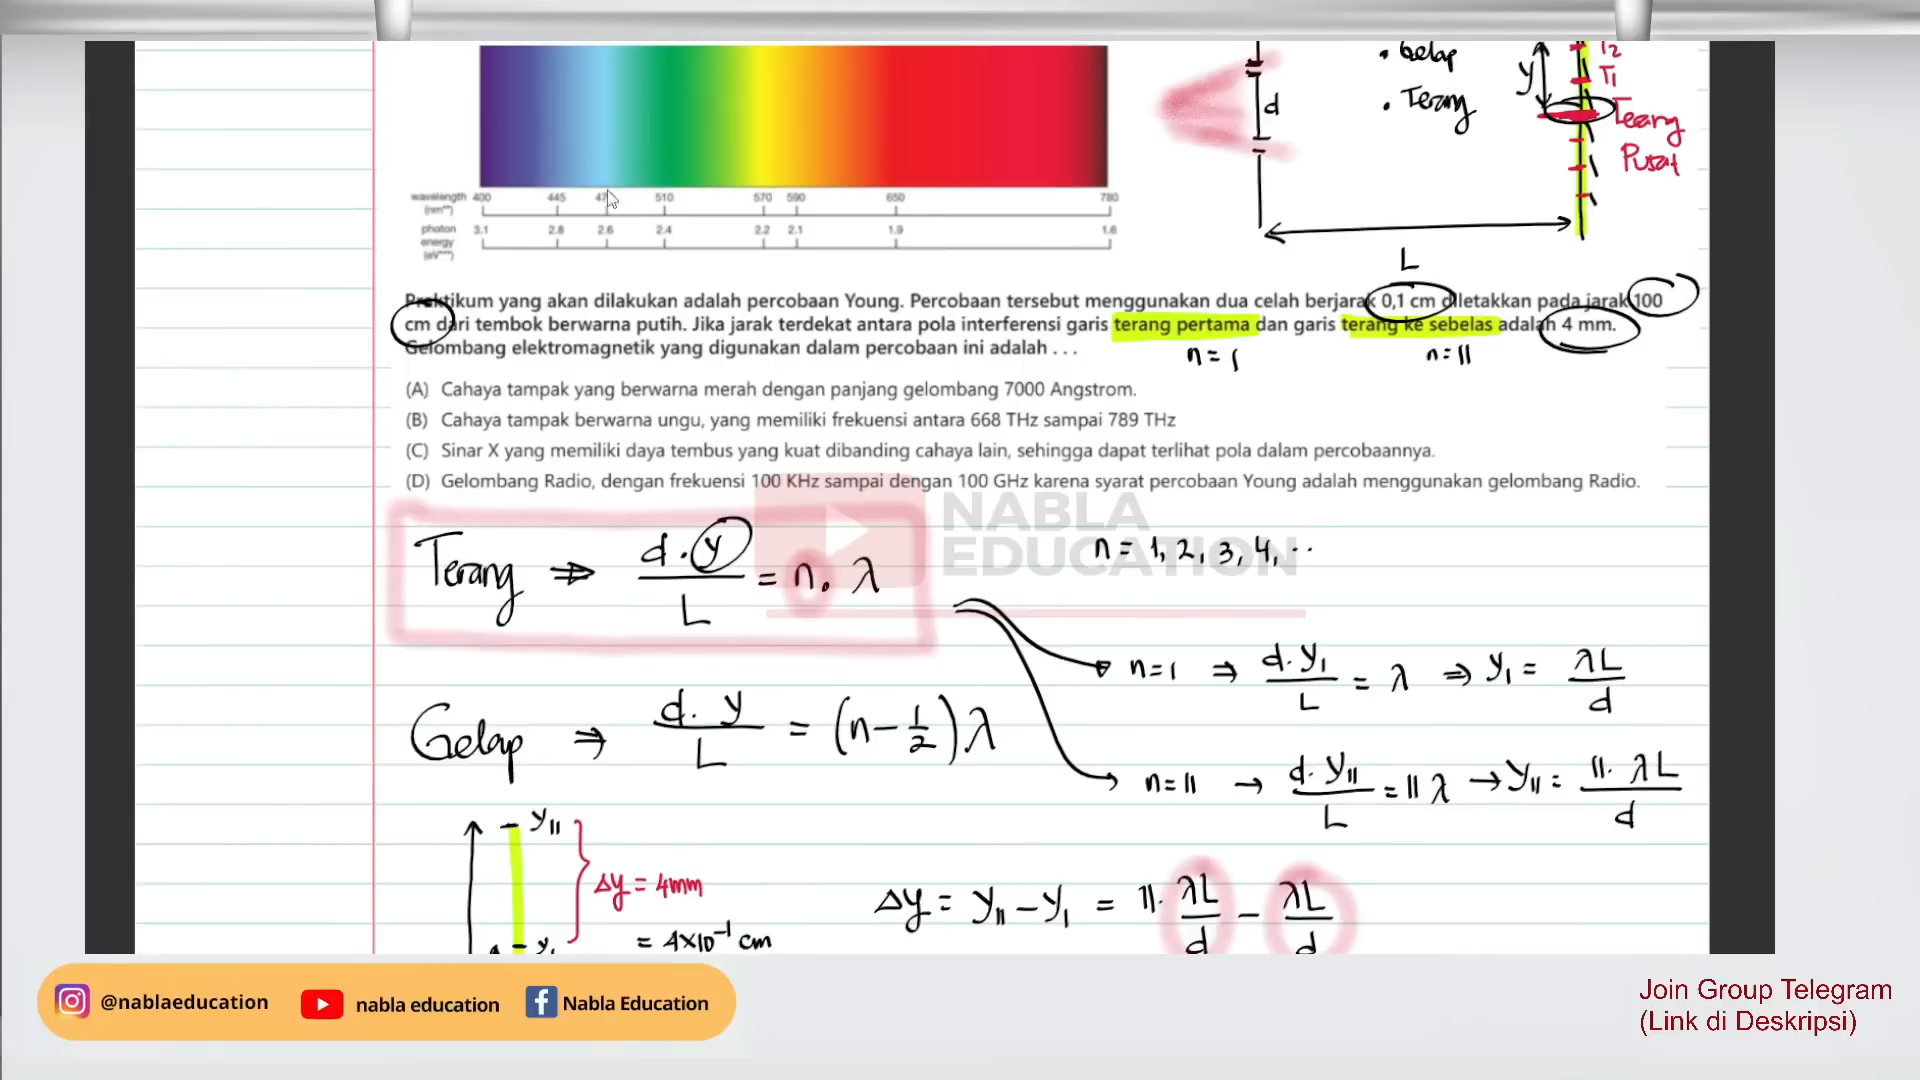 • Gelap
• Terang
y
T2
T1
Terang
Pusat
d
L
wavelength 400 445 47 510 570 590 650 780
(nm**)
photon 3.1 2.8 2.6 2.4 2.2 2.1 1.9 1.6
energy
(eV***)
Praktikum yang akan dilakukan adalah percobaan Young. Percobaan tersebut menggunakan dua celah berjarak 0,1 cm diletakkan pada jarak 100
cm dari tembok berwarna putih. Jika jarak terdekat antara pola interferensi garis terang pertama dan garis terang ke sebelas adalah 4 mm.
Gelombang elektromagnetik yang digunakan dalam percobaan ini adalah . . .
n = 1 n = 11
(A) Cahaya tampak yang berwarna merah dengan panjang gelombang 7000 Angstrom.
(B) Cahaya tampak berwarna ungu, yang memiliki frekuensi antara 668 THz sampai 789 THz
(C) Sinar X yang memiliki daya tembus yang kuat dibanding cahaya lain, sehingga dapat terlihat pola dalam percobaannya.
(D) Gelombang Radio, dengan frekuensi 100 KHz sampai dengan 100 GHz karena syarat percobaan Young adalah menggunakan gelombang Radio.
NABLA
EDUCATION
Terang ⇒ d . y / L = n . λ
n = 1, 2, 3, 4, ..
n=1 ⇒ d. y1 / L = λ ⇒ y1 = λL / d
Gelap ⇒ d. y / L = (n - 1/2) λ
n=11 → d. y11 / L = 11 λ → y11 = 11. λL / d
y11
Δy = 4mm
= 4×10⁻¹ cm
y1
Δy = y11 - y1 = 11. λL / d - λL / d
@nablaeducation nabla education Nabla Education
Join Group Telegram
(Link di Deskripsi)